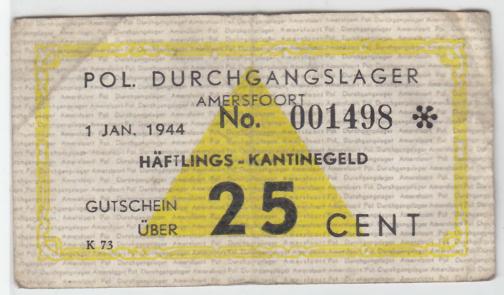 POL. DURCHGANGSLAGER
AMERSFOORT
1 JAN. 1944 No. 001498 *
HÄFTLINGS - KANTINEGELD
GUTSCHEIN
ÜBER 25 CENT
K 73